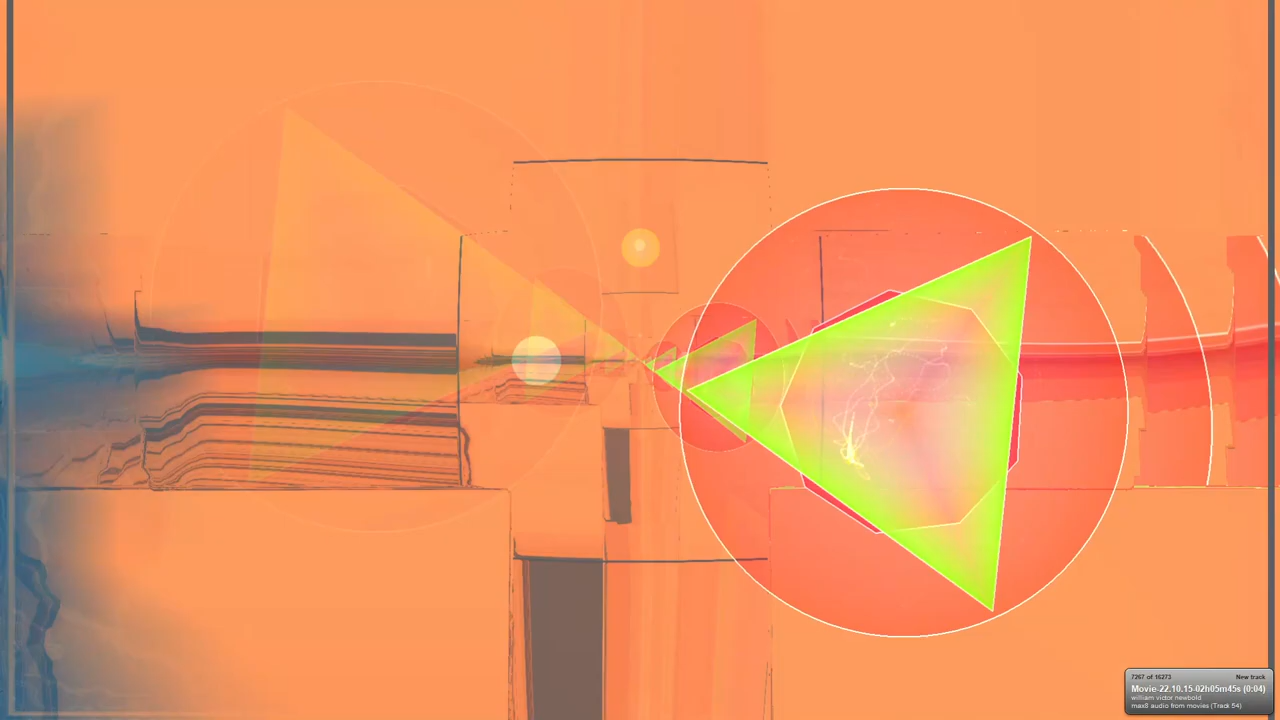 7267 of 16273 New track
Movie-22.10.15-02h05m45s (0:04)
william victor newbold
max8 audio from movies (Track 54)